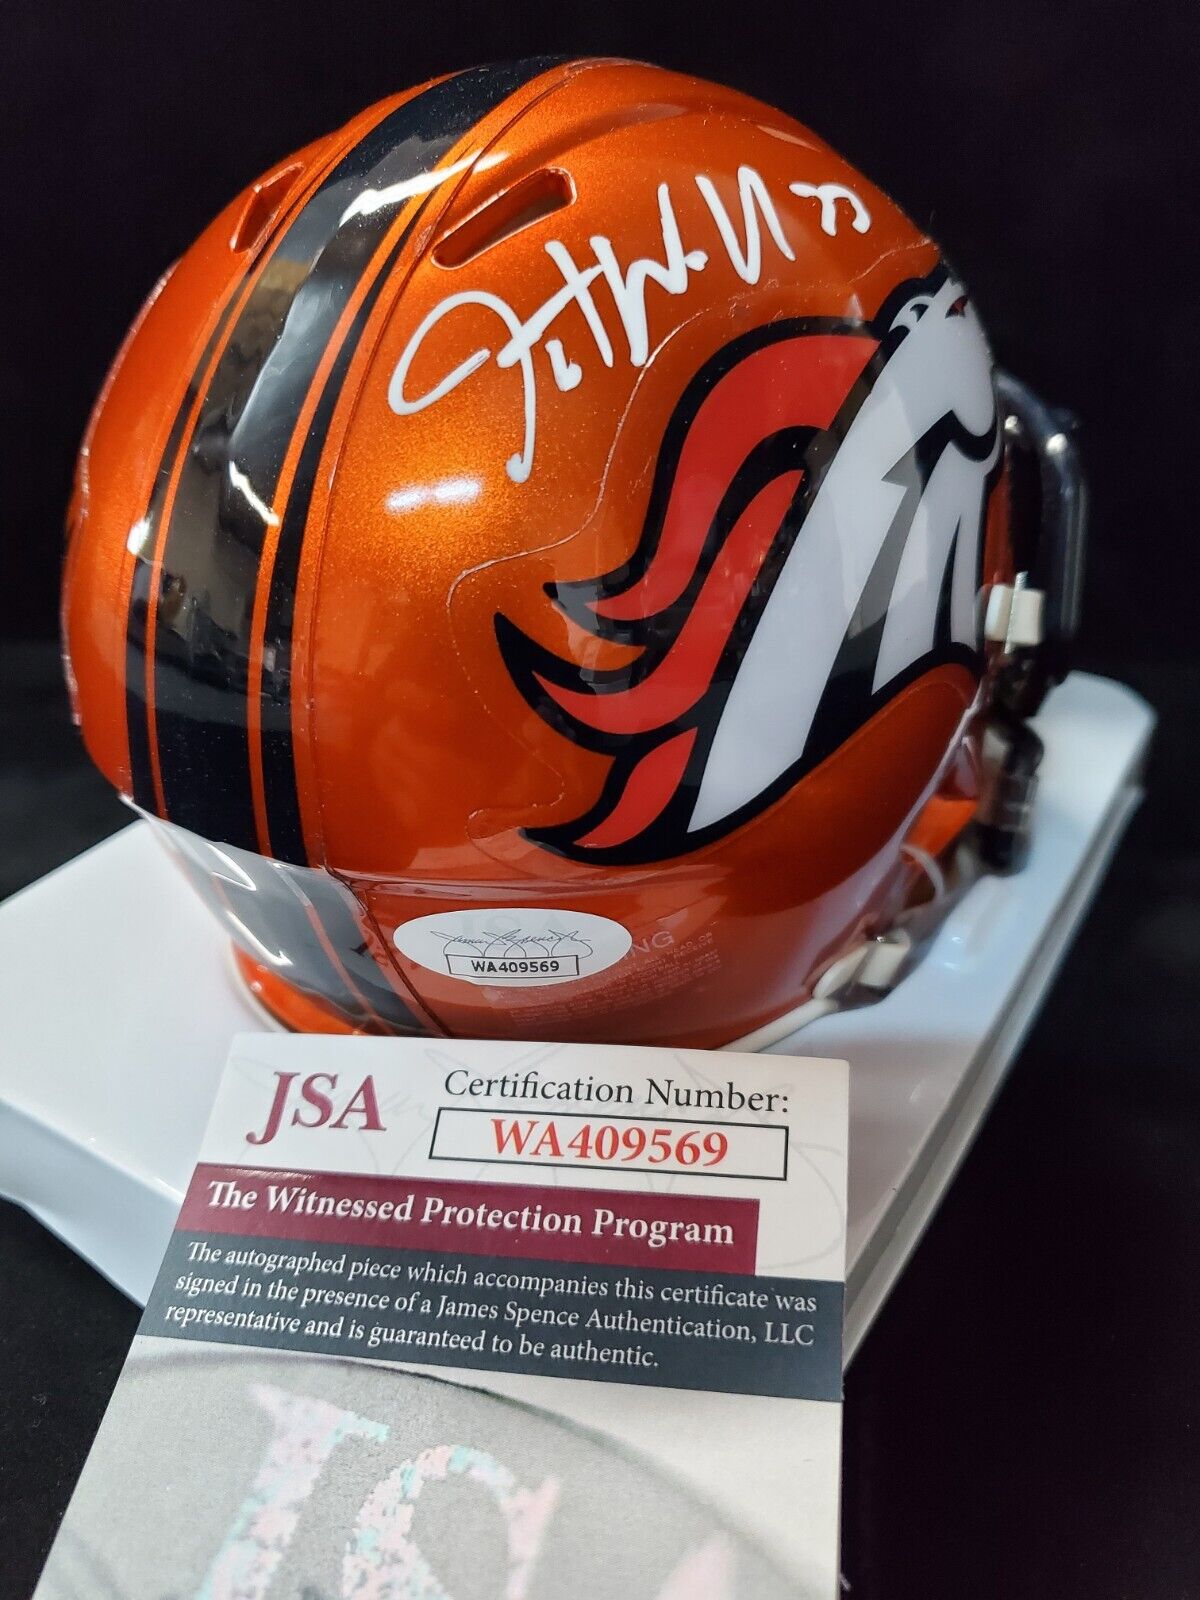 33
WA409569
JSA
Certification Number:
WA409569
The Witnessed Protection Program
The autographed piece which accompanies this certificate was
signed in the presence of a James Spence Authentication, LLC
representative and is guaranteed to be authentic.